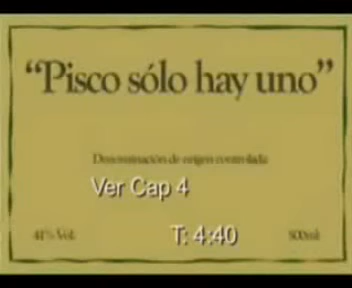 “Pisco sólo hay uno”
Denominación de origen controlada
Ver Cap 4
41% Vol. T: 4:40 500ml